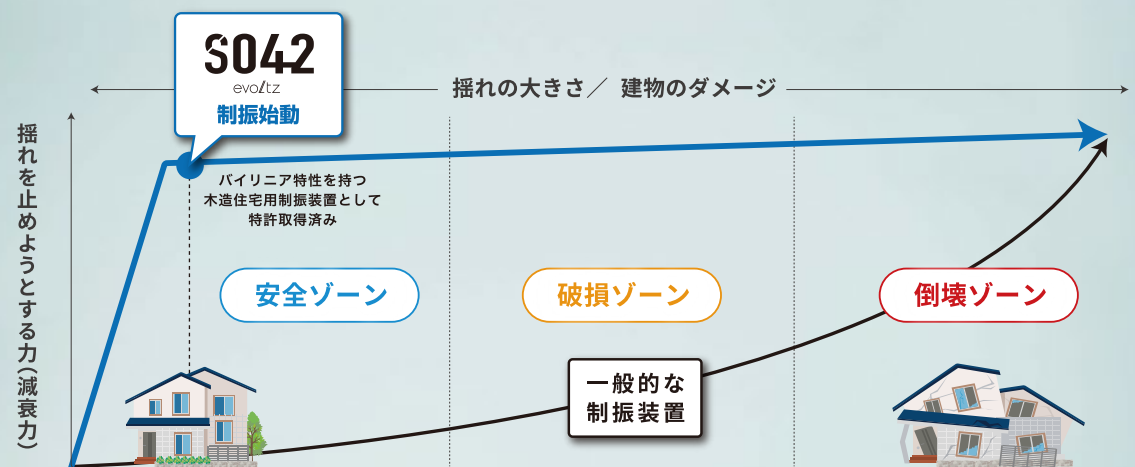 S042
evoltz
制振始動
揺れの大きさ／ 建物のダメージ
揺れを止めようとする力(減衰力)
バイリニア特性を持つ
木造住宅用制振装置として
特許取得済み
安全ゾーン
破損ゾーン
倒壊ゾーン
一般的な
制振装置